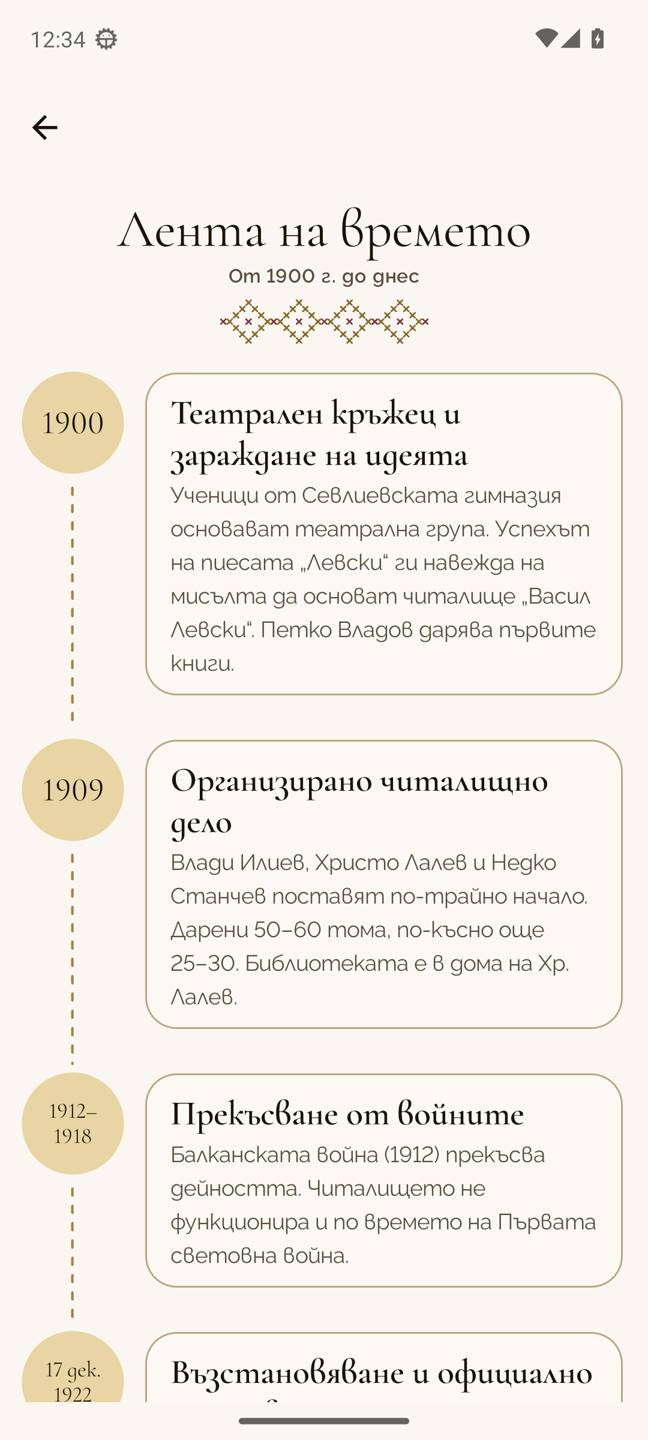 12:34
Лента на времето
От 1900 г. до днес
1900
Театрален кръжец и
зараждане на идеята
Ученици от Севлиевската гимназия
основават театрална група. Успехът
на пиесата „Левски“ ги навежда на
мисълта да основат читалище „Васил
Левски“. Петко Владов дарява първите
книги.
1909
Организирано читалищно
дело
Влади Илиев, Христо Лалев и Недко
Станчев поставят по-трайно начало.
Дарени 50–60 тома, по-късно още
25–30. Библиотеката е в дома на Хр.
Лалев.
1912–
1918
Прекъсване от войните
Балканската война (1912) прекъсва
дейността. Читалището не
функционира и по времето на Първата
световна война.
17 дек.
1922
Възстановяване и официално